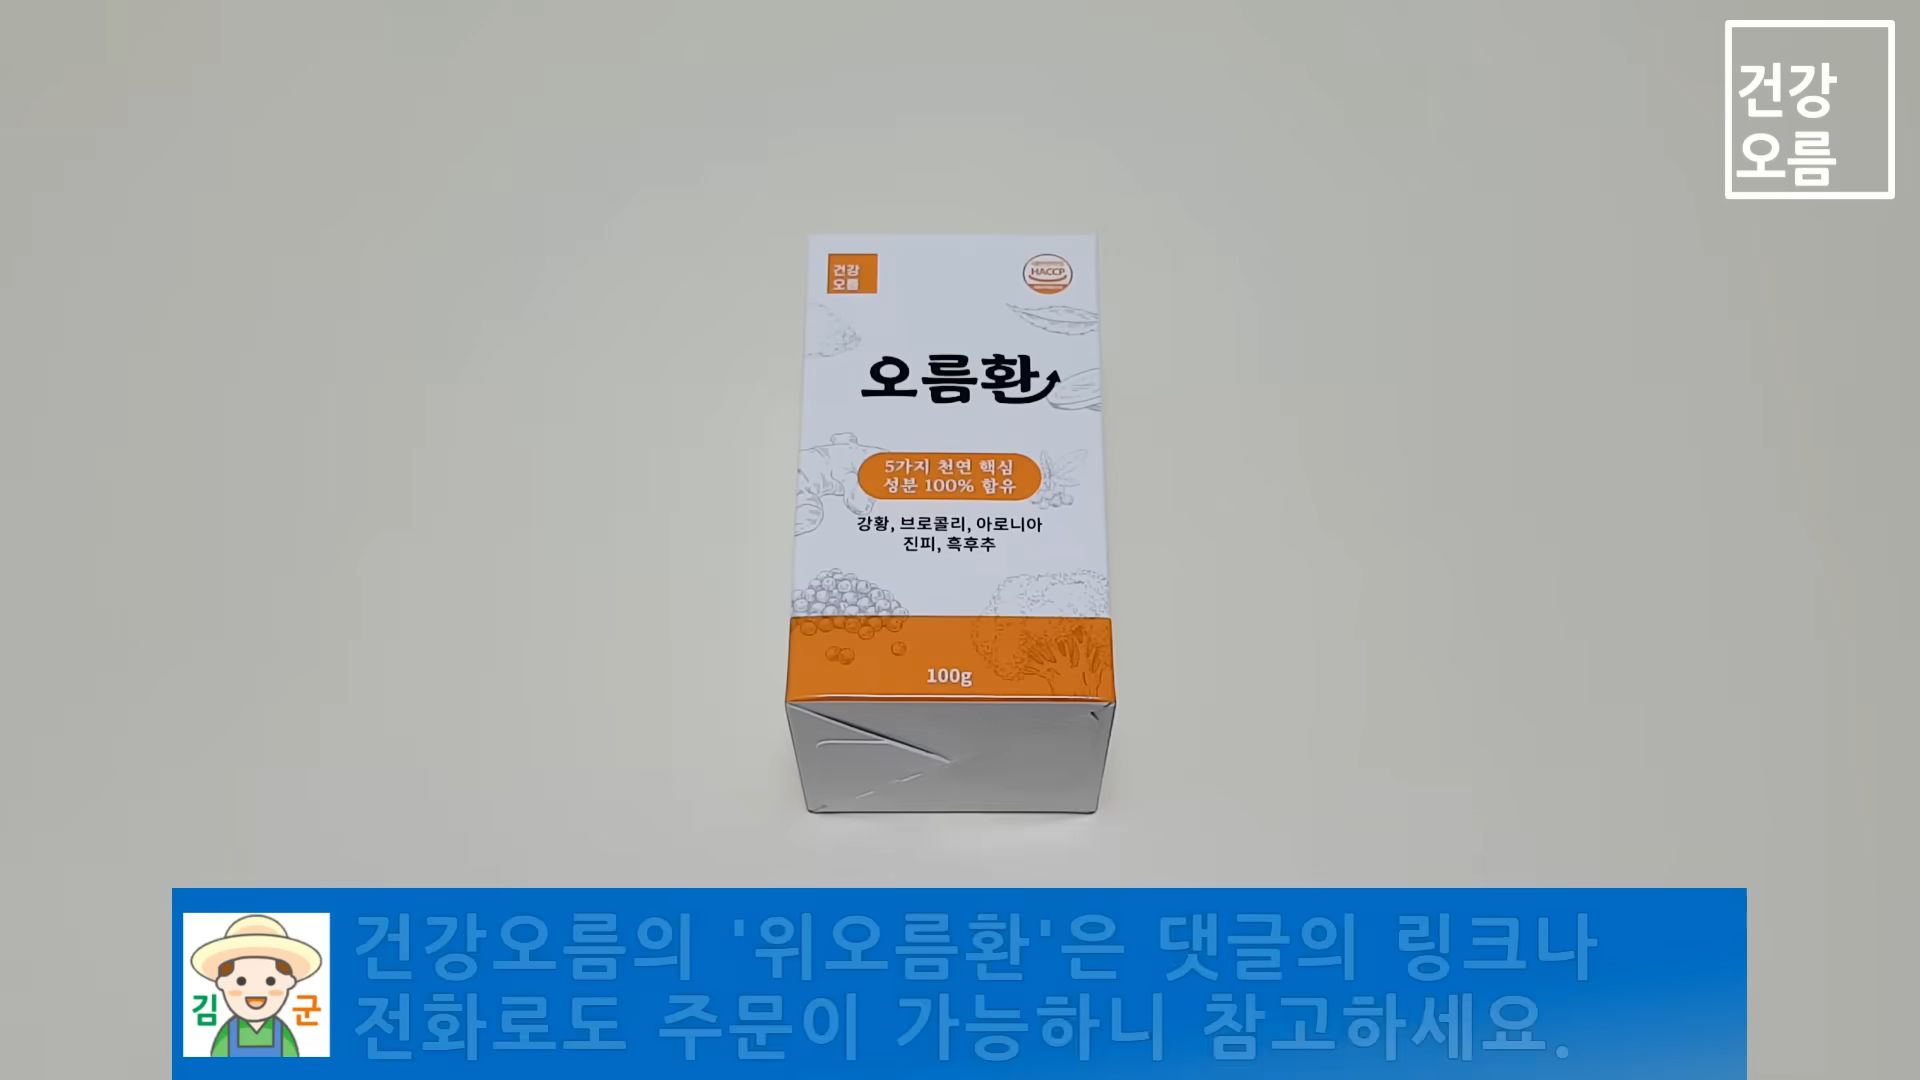 건강
오름
건강
오름
HACCP
오름환
5가지 천연 핵심
성분 100% 함유
강황, 브로콜리, 아로니아
진피, 흑후추
100g
김 군
건강오름의 '위오름환'은 댓글의 링크나
전화로도 주문이 가능하니 참고하세요.